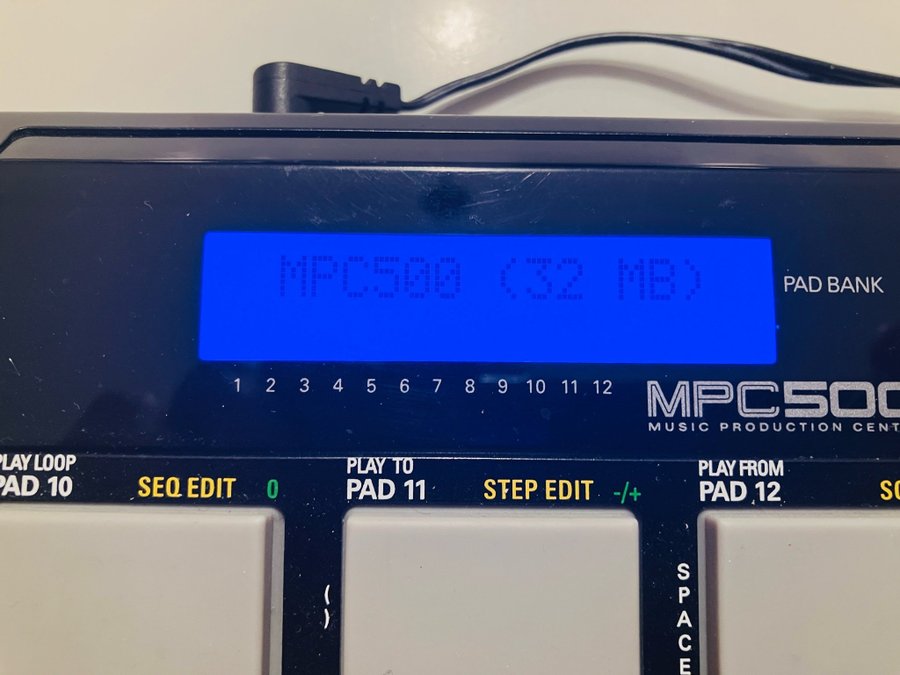 MPC500 (32 MB)
PAD BANK
1 2 3 4 5 6 7 8 9 10 11 12
MPC500
MUSIC PRODUCTION CENT
PLAY LOOP
PAD 10 SEQ EDIT 0
PLAY TO
PAD 11 STEP EDIT -/+
PLAY FROM
PAD 12
( )
SPACE